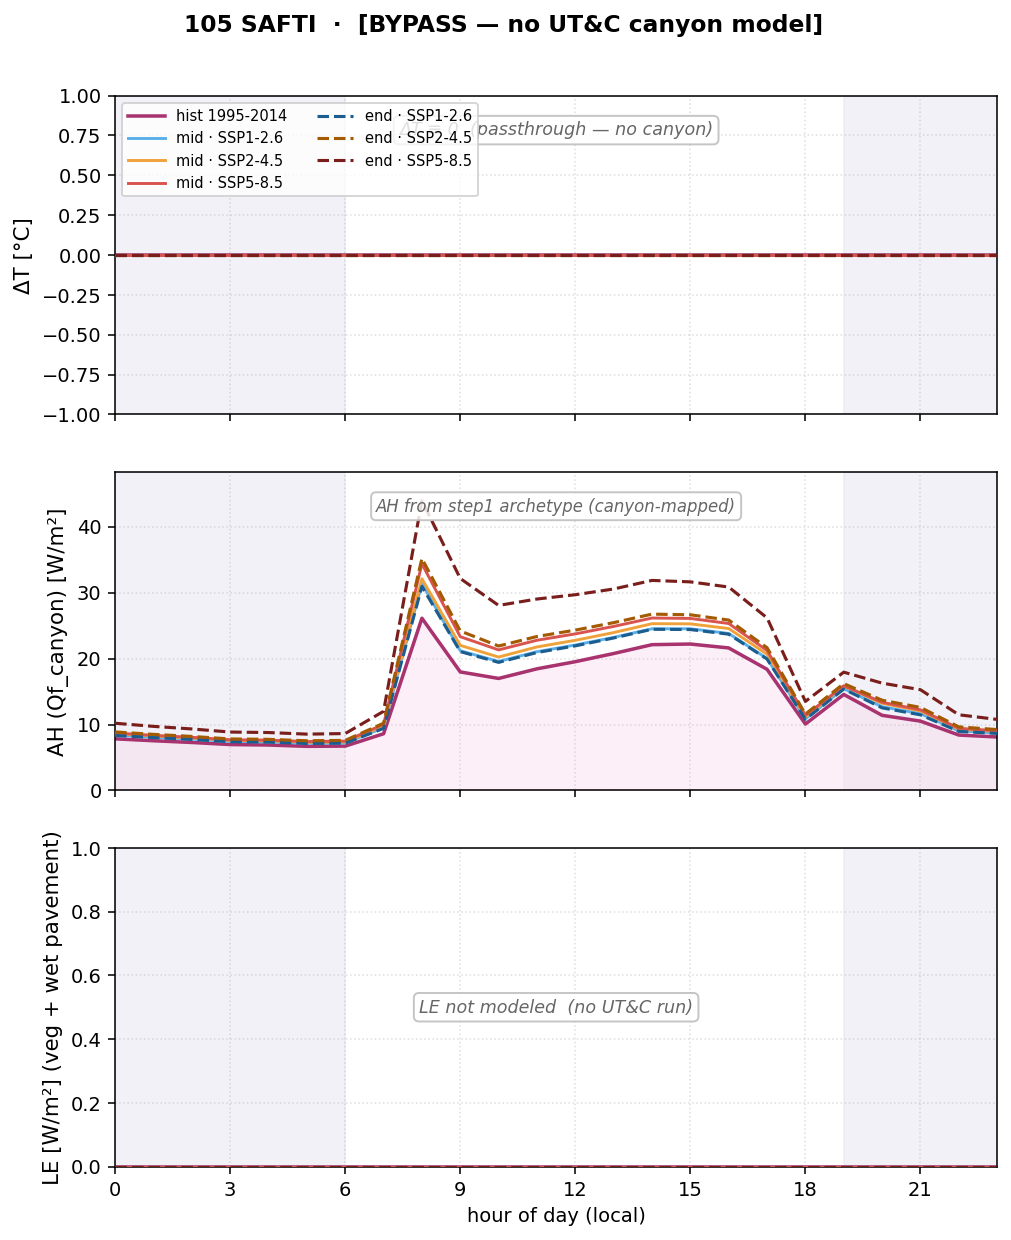 105 SAFTI · [BYPASS — no UT&C canyon model]
1.00
0.75
0.50
0.25
0.00
−0.25
−0.50
−0.75
−1.00
ΔT [°C]
hist 1995-2014
mid · SSP1-2.6
mid · SSP2-4.5
mid · SSP5-8.5
end · SSP1-2.6
end · SSP2-4.5
end · SSP5-8.5
(passthrough — no canyon)
40
30
20
10
0
AH (Qf_canyon) [W/m²]
AH from step1 archetype (canyon-mapped)
1.0
0.8
0.6
0.4
0.2
0.0
LE [W/m²] (veg + wet pavement)
LE not modeled (no UT&C run)
0 3 6 9 12 15 18 21
hour of day (local)